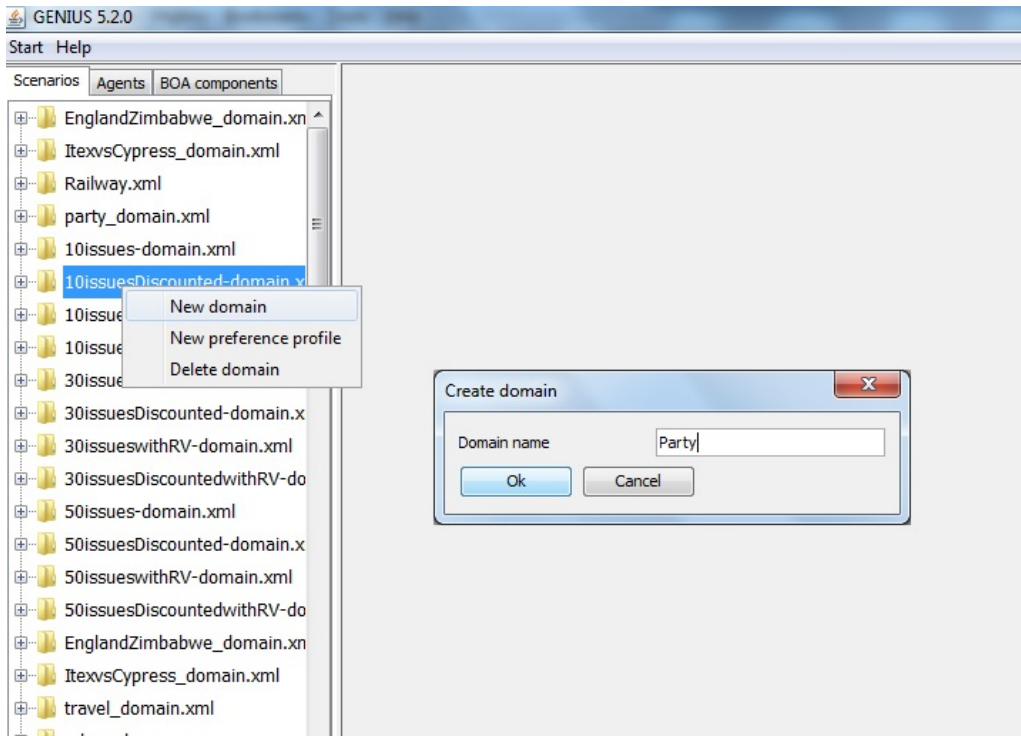 GENIUS 5.2.0
Start Help
Scenarios Agents BOA components
EnglandZimbabwe_domain.xn
ItexvsCypress_domain.xml
Railway.xml
party_domain.xml
10issues-domain.xml
10issuesDiscounted-domain.x
10issue
10issue
30issue
New domain
New preference profile
Delete domain
30issuesDiscounted-domain.x
30issueswithRV-domain.xml
30issuesDiscountedwithRV-do
50issues-domain.xml
50issuesDiscounted-domain.x
50issueswithRV-domain.xml
50issuesDiscountedwithRV-do
EnglandZimbabwe_domain.xn
ItexvsCypress_domain.xml
travel_domain.xml
Create domain
Domain name Party
Ok Cancel